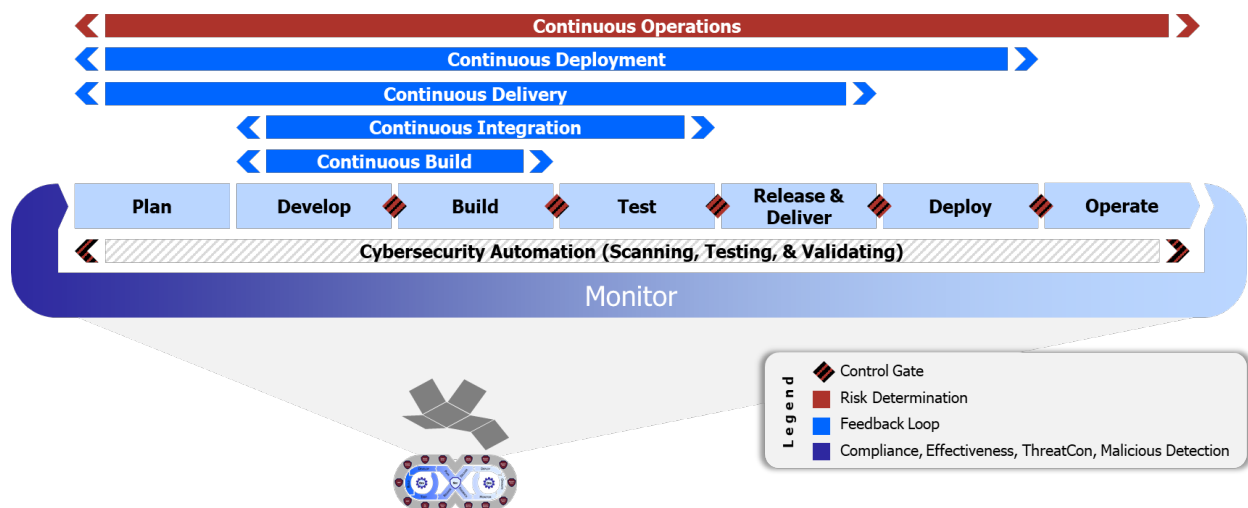 Continuous Operations
Continuous Deployment
Continuous Delivery
Continuous Integration
Continuous Build
Plan
Develop
Build
Test
Release &
Deliver
Deploy
Operate
Cybersecurity Automation (Scanning, Testing, & Validating)
Monitor
Legend
Control Gate
Risk Determination
Feedback Loop
Compliance, Effectiveness, ThreatCon, Malicious Detection